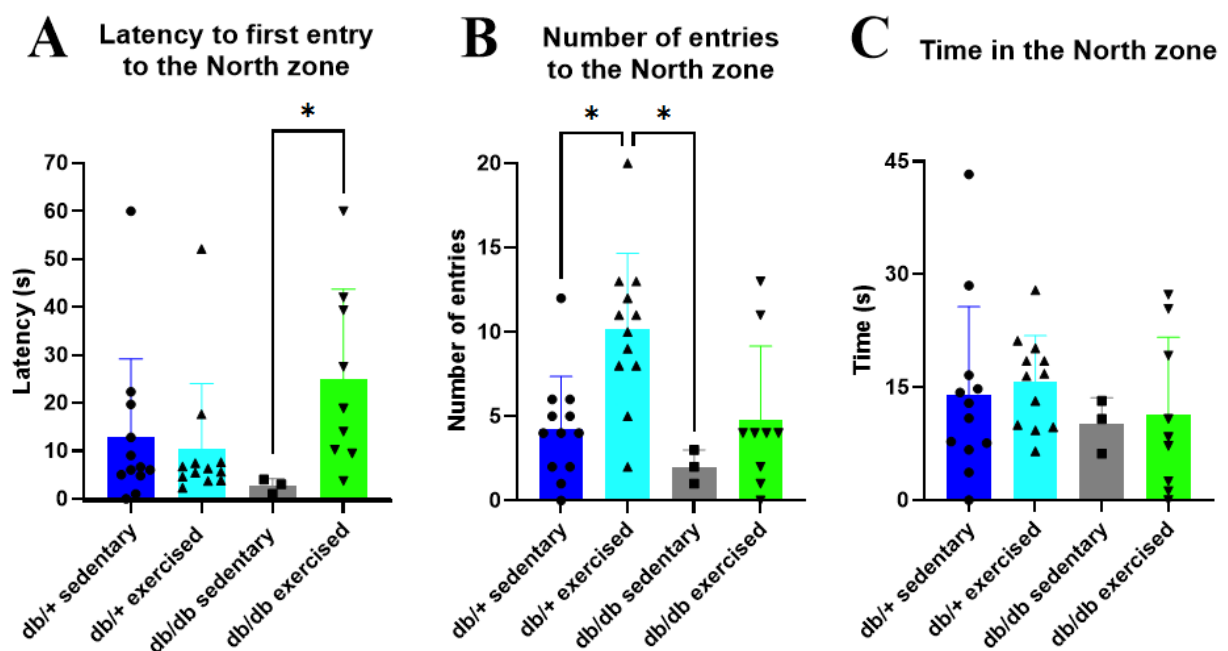 A
Latency to first entry
to the North zone
*
Latency (s)
70
60
50
40
30
20
10
0
db/+ sedentary
db/+ exercised
db/db sedentary
db/db exercised
B
Number of entries
to the North zone
*
*
Number of entries
20
15
10
5
0
db/+ sedentary
db/+ exercised
db/db sedentary
db/db exercised
C
Time in the North zone
Time (s)
45
30
15
0
db/+ sedentary
db/+ exercised
db/db sedentary
db/db exercised